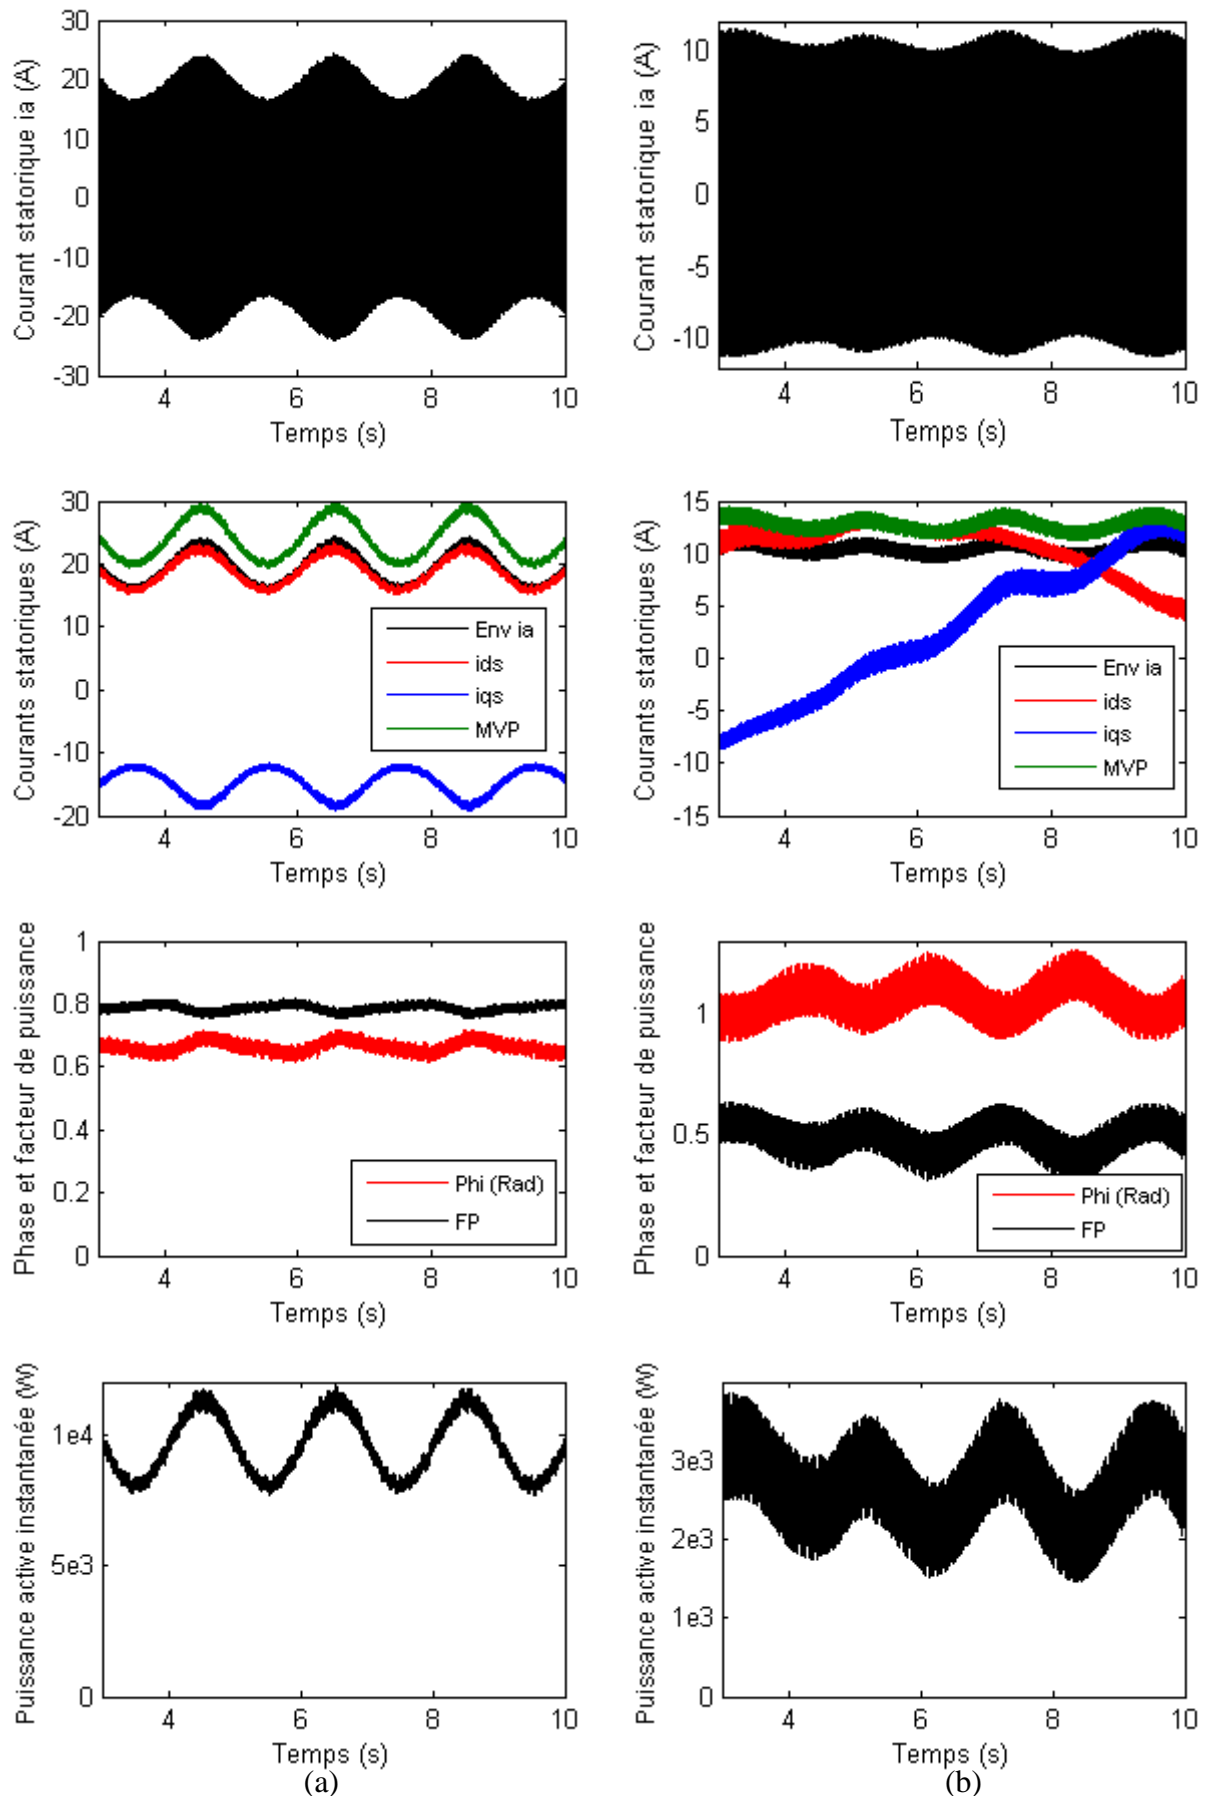 Courant statorique ia (A)
30
20
10
0
-10
-20
-30
4
6
8
10
Temps (s)
Courant statorique ia (A)
10
5
0
-5
-10
4
6
8
10
Temps (s)
Courants statoriques (A)
30
20
10
0
-10
-20
Env ia
ids
iqs
MVP
4
6
8
10
Temps (s)
Courants statoriques (A)
15
10
5
0
-5
-10
-15
Env ia
ids
iqs
MVP
4
6
8
10
Temps (s)
Phase et facteur de puissance
1
0.8
0.6
0.4
0.2
0
Phi (Rad)
FP
4
6
8
10
Temps (s)
Phase et facteur de puissance
1
0.5
0
Phi (Rad)
FP
4
6
8
10
Temps (s)
Puissance active instantanée (W)
1e4
5e3
0
4
6
8
10
Temps (s)
(a)
Puissance active instantanée (W)
3e3
2e3
1e3
0
4
6
8
10
Temps (s)
(b)